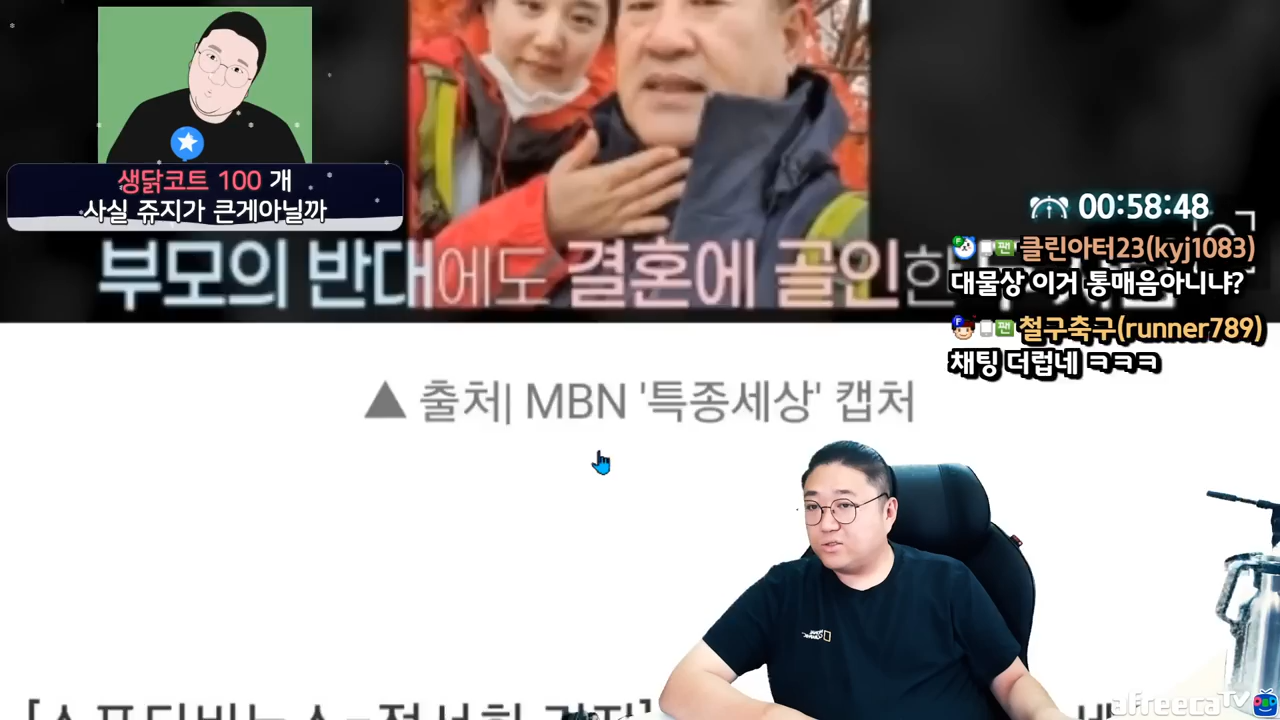 생닭코트 100 개
사실 쥬지가 큰게아닐까
부모의 반대에도 결혼에 골인한
00:58:48
클린아터23(kyj1083)
대물상 이거 통매음아니냐?
철구축구(runner789)
채팅 더럽네 ㅋㅋㅋ
▲ 출처| MBN '특종세상' 캡처
afreecaTV